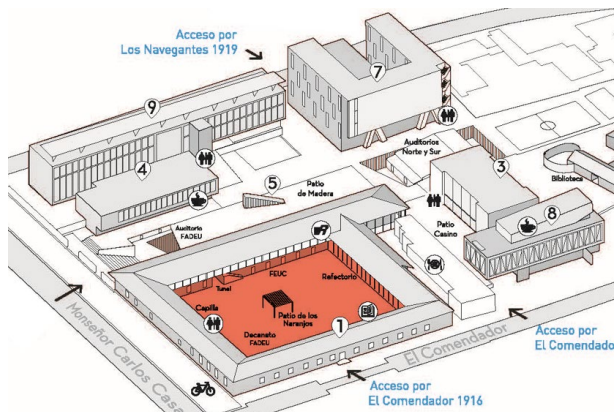 Acceso por
Los Navegantes 1919
7
9
4
Auditorios
Norte y Sur
3
Biblioteca
5
Patio
de Madera
Patio
Casino
8
Auditorio
FADEU
FEUC
Refectorio
Tunal
Capilla
Patio de los
Naranjos
Decanato
FADEU
1
El Comendador
Acceso por
El Comendado
Monseñor Carlos Casa
Acceso por
El Comendador 1916